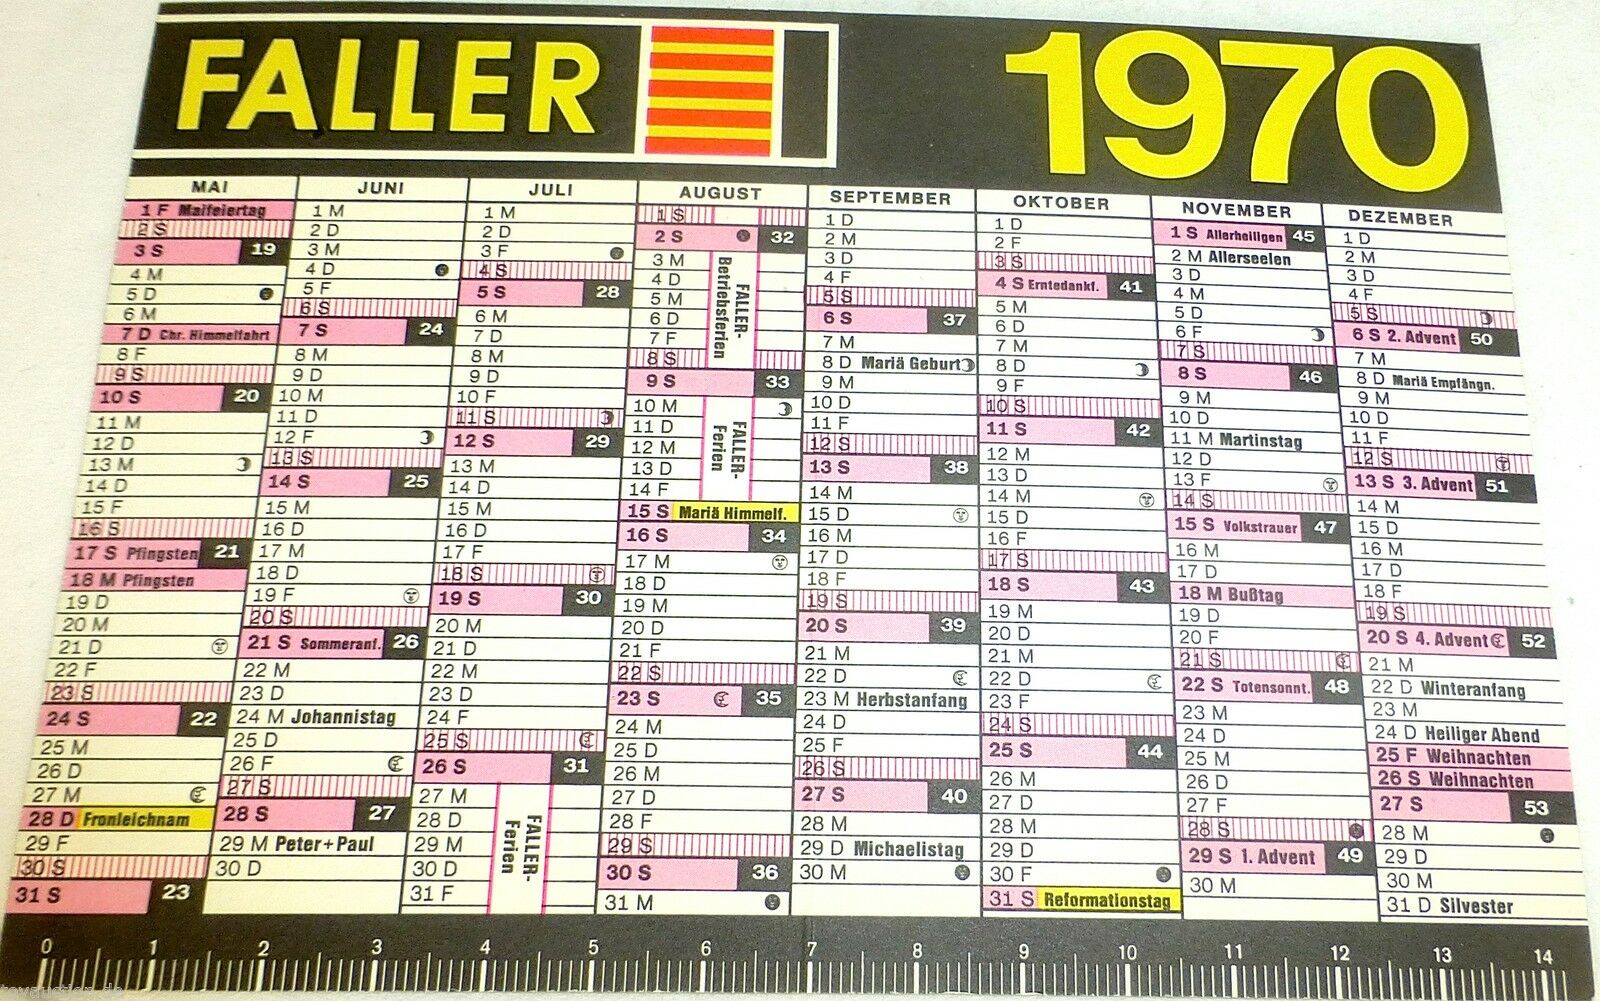 FALLER 1970
MAI
1 F Maifeiertag
2 S
3 S 19
4 M
5 D
6 M
7 D Chr. Himmelfahrt
8 F
9 S
10 S 20
11 M
12 D
13 M
14 D
15 F
16 S
17 S Pfingsten 21
18 M Pfingsten
19 D
20 M
21 D
22 F
23 S
24 S 22
25 M
26 D
27 M
28 D Fronleichnam
29 F
30 S
31 S 23
JUNI
1 M
2 D
3 M
4 D
5 F
6 S
7 S 24
8 M
9 D
10 M
11 D
12 F
13 S
14 S 25
15 M
16 D
17 M
18 D
19 F
20 S
21 S Sommeranf. 26
22 M
23 D
24 M Johannistag
25 D
26 F
27 S
28 S 27
29 M Peter+Paul
30 D
JULI
1 M
2 D
3 F
4 S
5 S 28
6 M
7 D
8 M
9 D
10 F
11 S
12 S 29
13 M
14 D
15 M
16 D
17 F
18 S
19 S 30
20 M
21 D
22 M
23 D
24 F
25 S
26 S 31
27 M
28 D
29 M
30 D
31 F
FALLER-
Ferien
AUGUST
1 S
2 S 32
3 M
4 D
5 M
6 D
7 F
8 S
FALLER-
Betriebsferien
9 S 33
10 M
11 D
12 M
13 D
14 F
FALLER-
Ferien
15 S Mariä Himmelf.
16 S 34
17 M
18 D
19 M
20 D
21 F
22 S
23 S 35
24 M
25 D
26 M
27 D
28 F
29 S
30 S 36
31 M
SEPTEMBER
1 D
2 M
3 D
4 F
5 S
6 S 37
7 M
8 D Mariä Geburt
9 M
10 D
11 F
12 S
13 S 38
14 M
15 D
16 M
17 D
18 F
19 S
20 S 39
21 M
22 D
23 M Herbstanfang
24 D
25 F
26 S
27 S 40
28 M
29 D Michaelistag
30 M
OKTOBER
1 D
2 F
3 S
4 S Erntedankf. 41
5 M
6 D
7 M
8 D
9 F
10 S
11 S 42
12 M
13 D
14 M
15 D
16 F
17 S
18 S 43
19 M
20 D
21 M
22 D
23 F
24 S
25 S 44
26 M
27 D
28 M
29 D
30 F
31 S Reformationstag
NOVEMBER
1 S Allerheiligen 45
2 M Allerseelen
3 D
4 M
5 D
6 F
7 S
8 S 46
9 M
10 D
11 M Martinstag
12 D
13 F
14 S
15 S Volkstrauer 47
16 M
17 D
18 M Bußtag
19 D
20 F
21 S
22 S Totensonnt. 48
23 M
24 D
25 M
26 D
27 F
28 S
29 S 1. Advent 49
30 M
DEZEMBER
1 D
2 M
3 D
4 F
5 S
6 S 2. Advent 50
7 M
8 D Mariä Empfängn.
9 M
10 D
11 F
12 S
13 S 3. Advent 51
14 M
15 D
16 M
17 D
18 F
19 S
20 S 4. Advent 52
21 M
22 D Winteranfang
23 M
24 D Heiliger Abend
25 F Weihnachten
26 S Weihnachten
27 S 53
28 M
29 D
30 M
31 D Silvester
0 1 2 3 4 5 6 7 8 9 10 11 12 13 14
toyauction.de